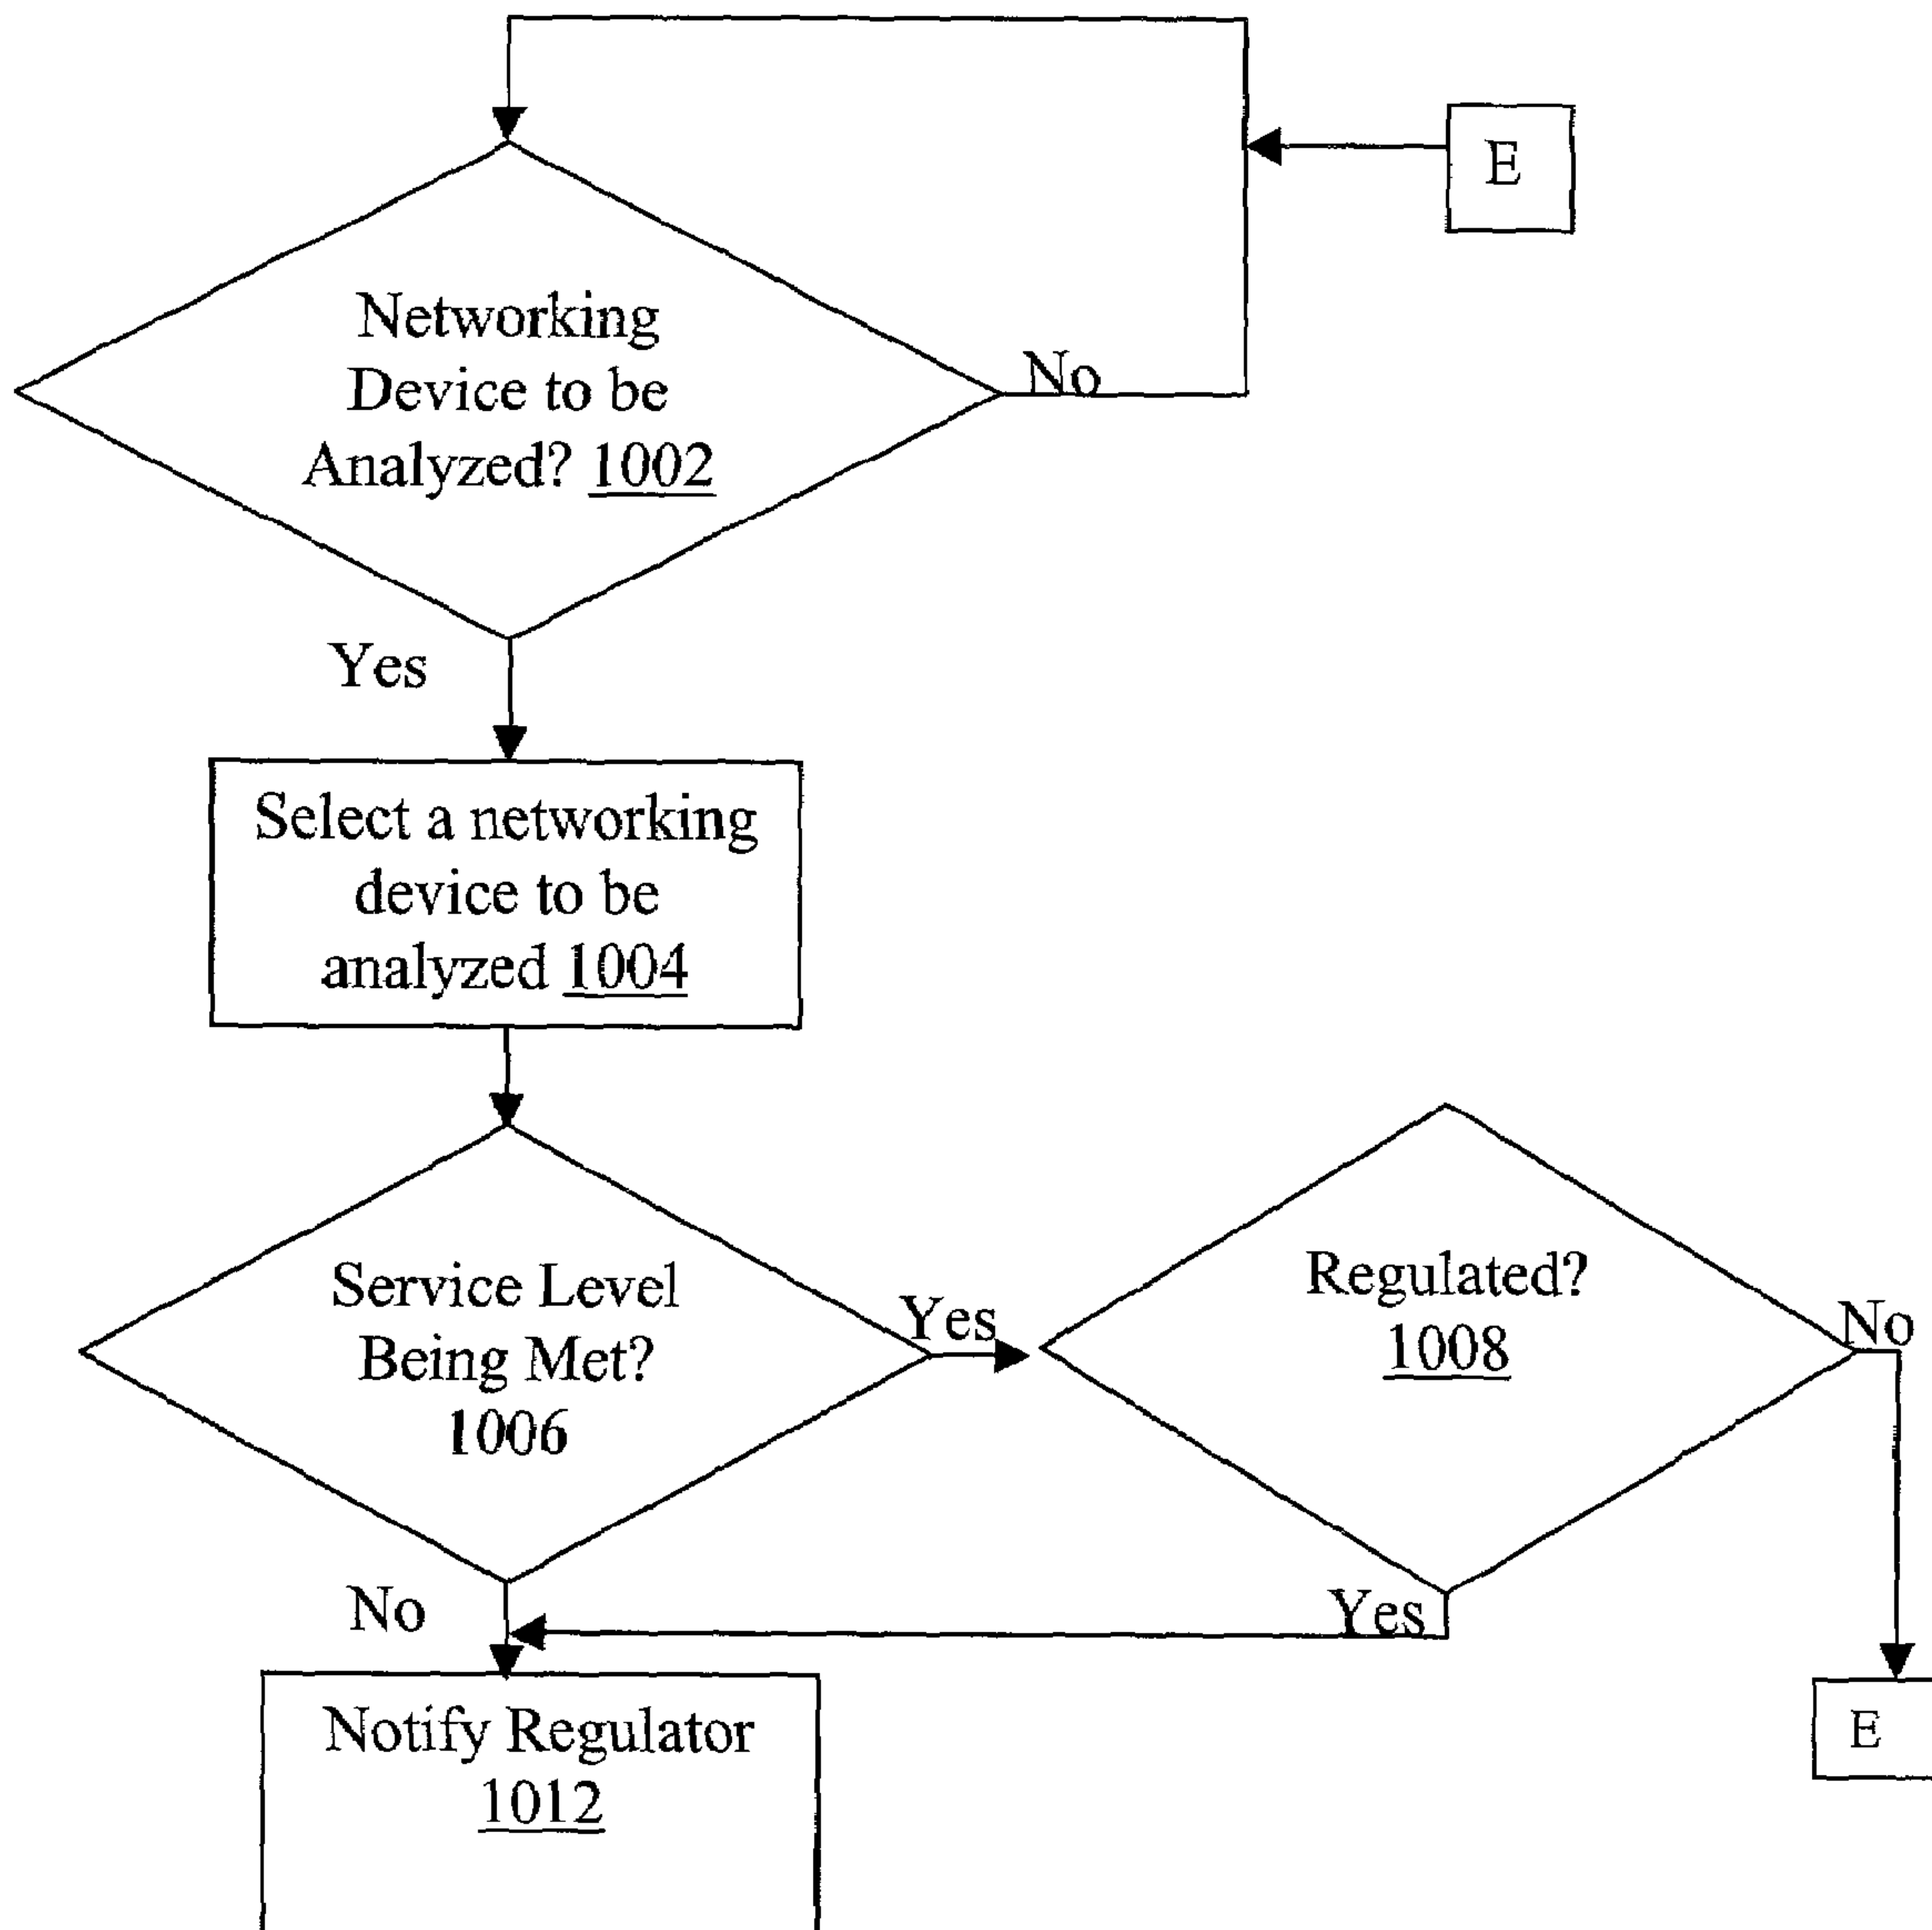 E
Networking
Device to be
Analyzed? 1002
No
Yes
Select a networking
device to be
analyzed 1004
Service Level
Being Met?
1006
Yes
Regulated?
1008
No
No
Yes
Notify Regulator
1012
E